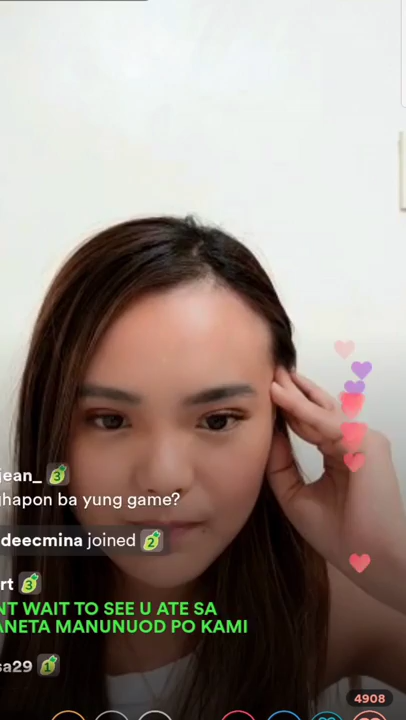 jean_ 3
hapon ba yung game?
deecmina joined 2
rt 3
NT WAIT TO SEE U ATE SA
ANETA MANUNUOD PO KAMI
sa29 1
4908